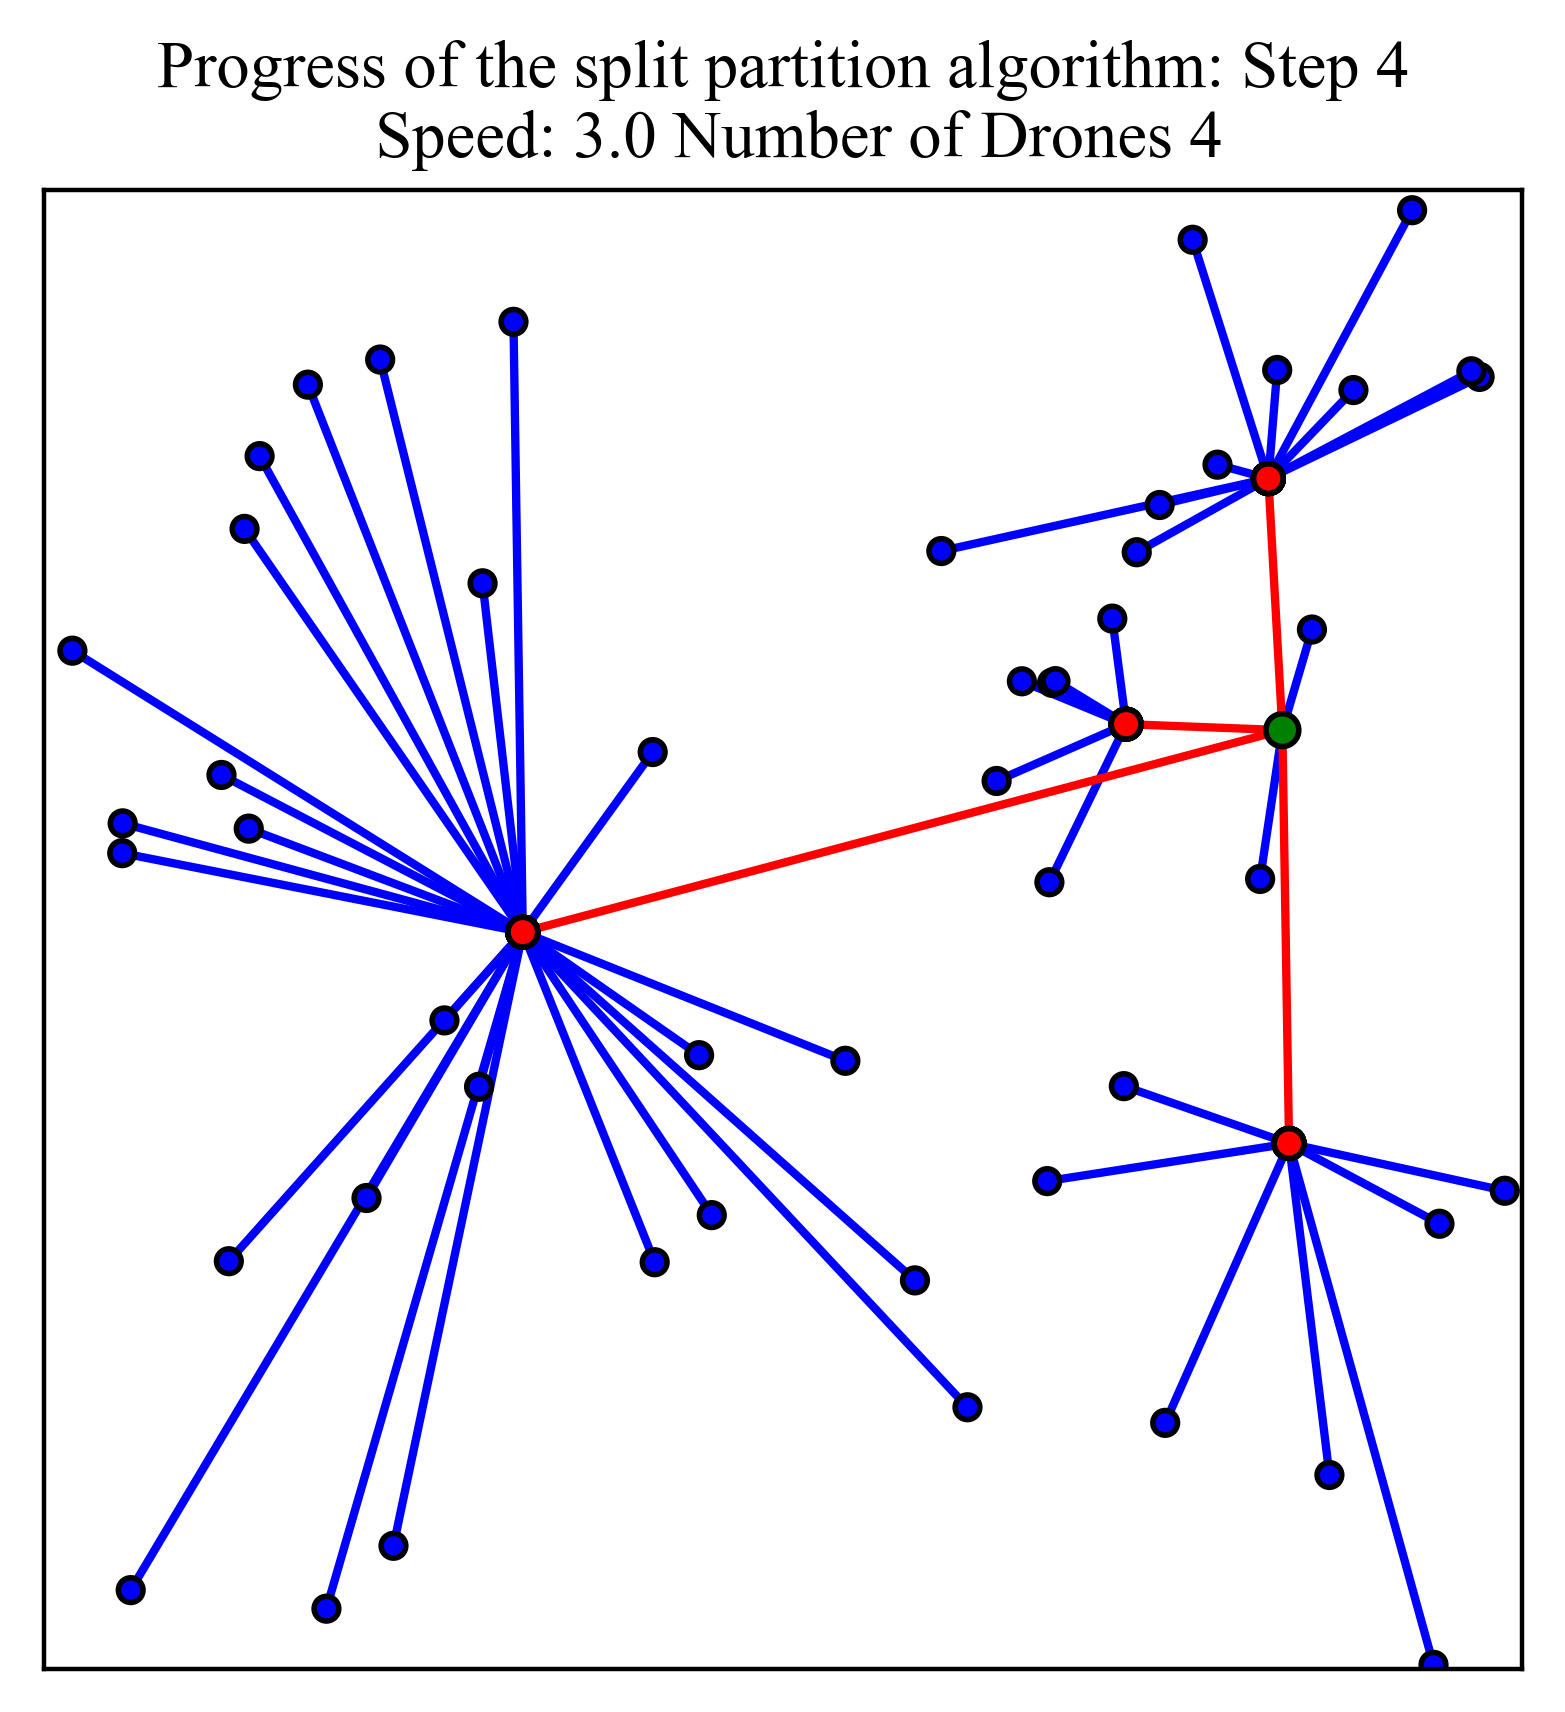 Progress of the split partition algorithm: Step 4
Speed: 3.0 Number of Drones 4